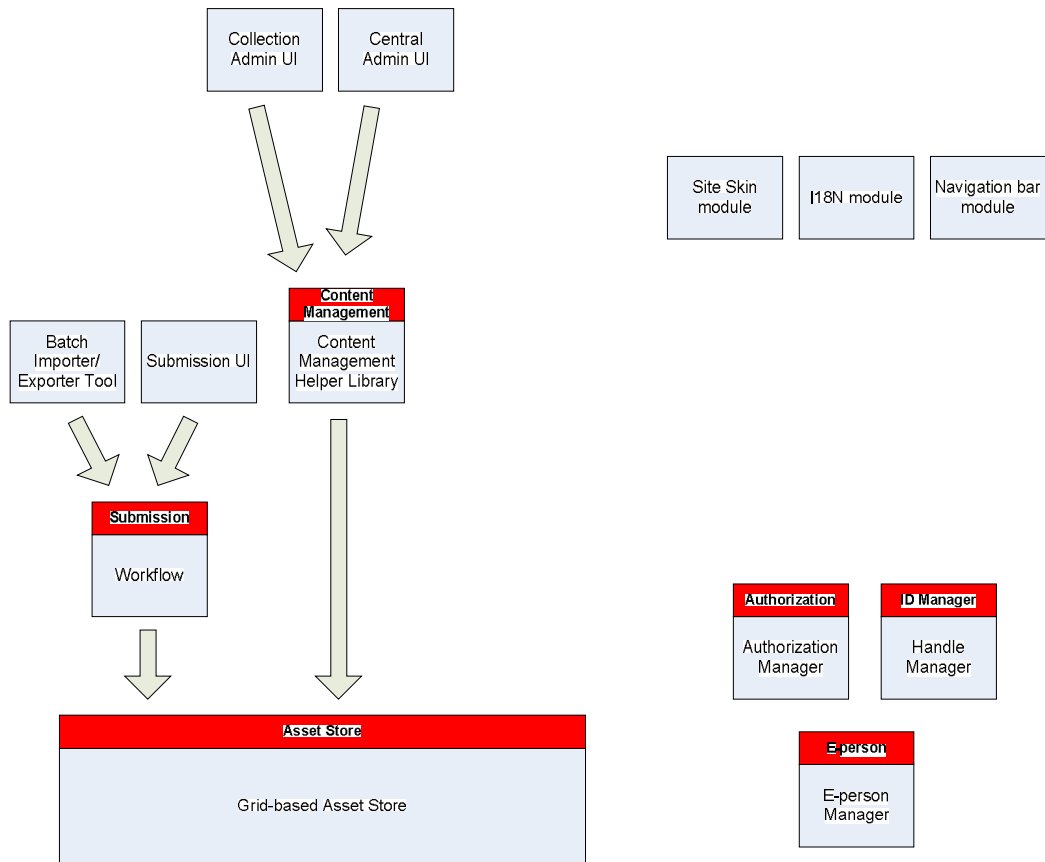 Collection
Admin UI
Central
Admin UI
Site Skin
module
I18N module
Navigation bar
module
Content
Management
Content
Management
Helper Library
Batch
Importer/
Exporter Tool
Submission UI
Submission
Workflow
Authorization
Authorization
Manager
ID Manager
Handle
Manager
Asset Store
Grid-based Asset Store
E-person
E-person
Manager